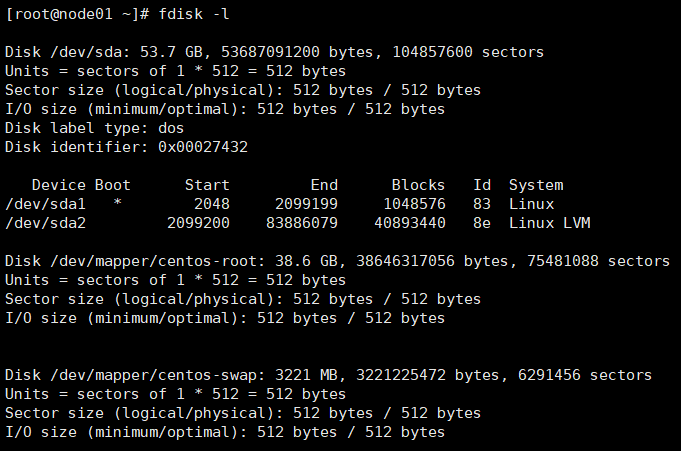 [root@node01 ~]# fdisk -l
Disk /dev/sda: 53.7 GB, 53687091200 bytes, 104857600 sectors
Units = sectors of 1 * 512 = 512 bytes
Sector size (logical/physical): 512 bytes / 512 bytes
I/O size (minimum/optimal): 512 bytes / 512 bytes
Disk label type: dos
Disk identifier: 0x00027432
   Device Boot      Start         End      Blocks   Id  System
/dev/sda1   *        2048     2099199     1048576   83  Linux
/dev/sda2         2099200    83886079    40893440   8e  Linux LVM
Disk /dev/mapper/centos-root: 38.6 GB, 38646317056 bytes, 75481088 sectors
Units = sectors of 1 * 512 = 512 bytes
Sector size (logical/physical): 512 bytes / 512 bytes
I/O size (minimum/optimal): 512 bytes / 512 bytes
Disk /dev/mapper/centos-swap: 3221 MB, 3221225472 bytes, 6291456 sectors
Units = sectors of 1 * 512 = 512 bytes
Sector size (logical/physical): 512 bytes / 512 bytes
I/O size (minimum/optimal): 512 bytes / 512 bytes